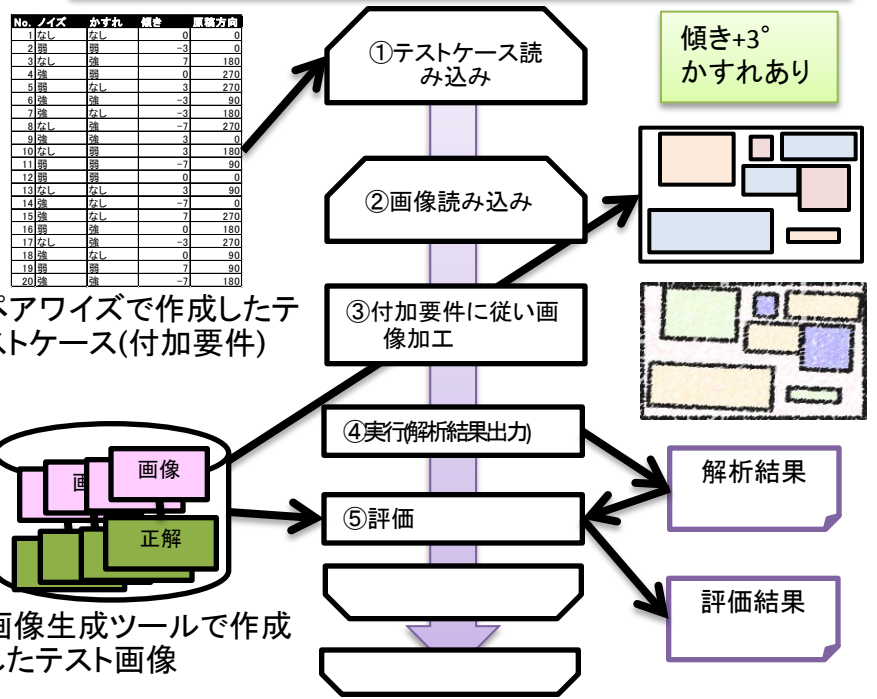 No. ノイズ かすれ 傾き 原稿方向
1 なし なし 0 0
2 弱 弱 -3 0
3 なし 強 7 180
4 強 弱 0 270
5 弱 なし 3 270
6 強 強 -3 90
7 強 なし -3 180
8 なし 強 -7 270
9 強 強 3 0
10 なし 弱 3 180
11 弱 弱 -7 90
12 弱 弱 0 0
13 なし なし 3 90
14 強 なし -7 0
15 強 なし 7 270
16 弱 強 0 180
17 なし 強 -3 270
18 強 なし 0 90
19 弱 弱 7 90
20 強 強 -7 180
ペアワイズで作成したテ
ストケース(付加要件)
①テストケース読
み込み
②画像読み込み
③付加要件に従い画
像加工
④実行(解析結果出力)
⑤評価
傾き+3°
かすれあり
画像
画
正解
画像生成ツールで作成
したテスト画像
解析結果
評価結果